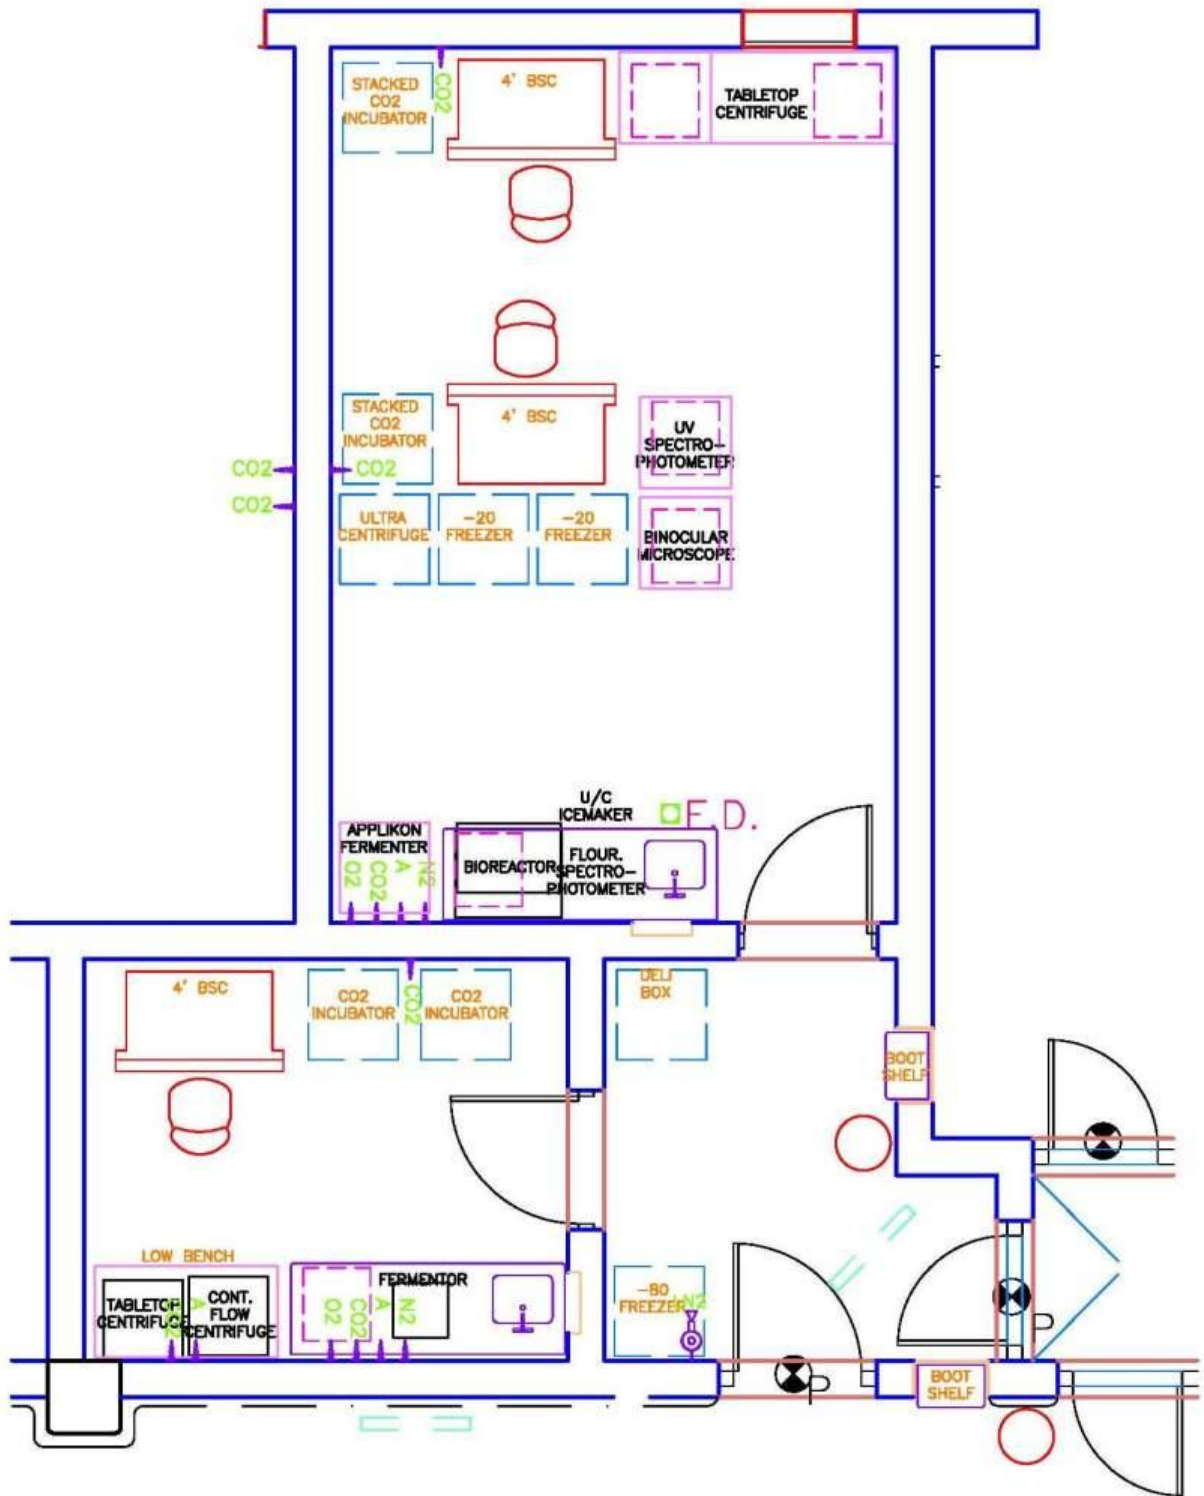 STACKED
CO2
INCUBATOR
CO2
4' BSC
TABLETOP
CENTRIFUGE
STACKED
CO2
INCUBATOR
4' BSC
UV
SPECTRO-
PHOTOMETER
CO2
CO2
CO2
ULTRA
CENTRIFUGE
-20
FREEZER
-20
FREEZER
BINOCULAR
MICROSCOPE
U/C
ICEMAKER
F.D.
APPLIKON
FERMENTER
O2
CO2
A
N2
BIOREACTOR
FLOUR.
SPECTRO-
PHOTOMETER
4' BSC
CO2
INCUBATOR
CO2
CO2
INCUBATOR
DELI
BOX
BOOT
SHELF
LOW BENCH
TABLETOP
CENTRIFUGE
A
CONT.
FLOW
CENTRIFUGE
FERMENTOR
O2
CO2
A
N2
-80
FREEZER
BOOT
SHELF